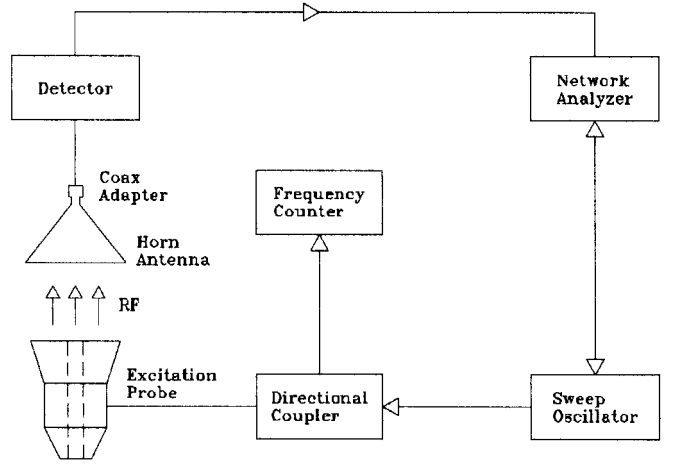 Detector
Network
Analyzer
Coax
Adapter
Frequency
Counter
Horn
Antenna
RF
Excitation
Probe
Directional
Coupler
Sweep
Oscillator